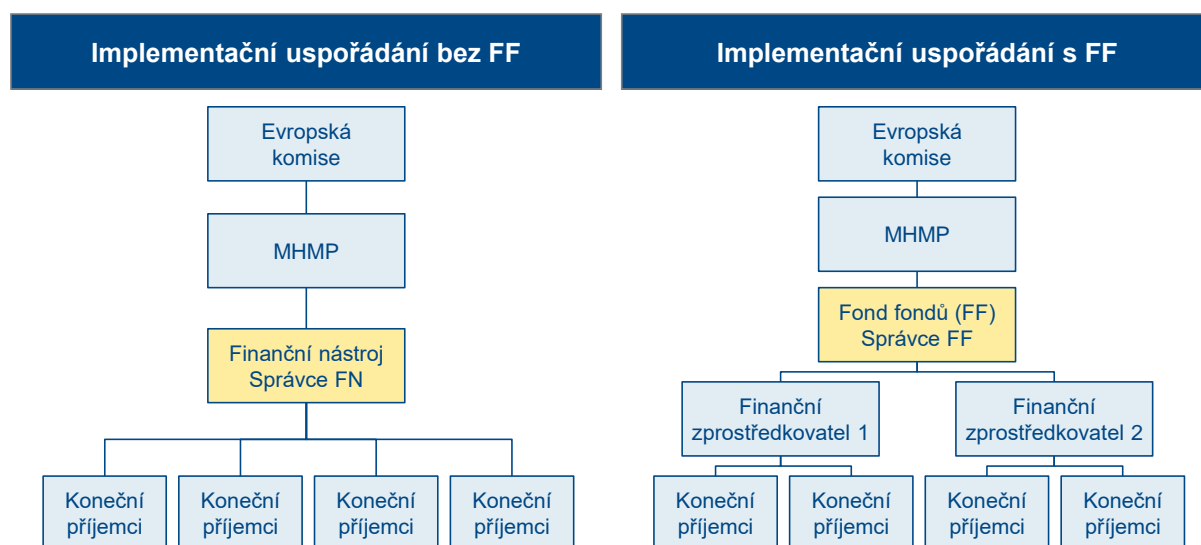 Implementační uspořádání bez FF
Evropská
komise
MHMP
Finanční nástroj
Správce FN
Koneční
příjemci
Koneční
příjemci
Koneční
příjemci
Koneční
příjemci
Implementační uspořádání s FF
Evropská
komise
MHMP
Fond fondů (FF)
Správce FF
Finanční
zprostředkovatel 1
Finanční
zprostředkovatel 2
Koneční
příjemci
Koneční
příjemci
Koneční
příjemci
Koneční
příjemci